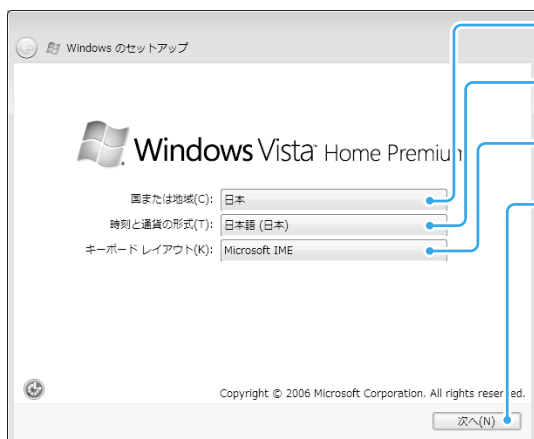 Windows のセットアップ
Windows Vista™ Home Premium
国または地域(C): 日本
時刻と通貨の形式(T): 日本語 (日本)
キーボード レイアウト(K): Microsoft IME
Copyright © 2006 Microsoft Corporation. All rights reserved.
次へ(N)